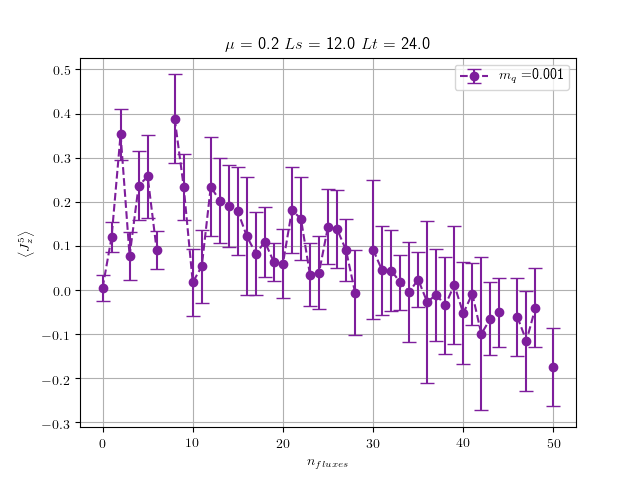 μ = 0.2 Ls = 12.0 Lt = 24.0
m_q =0.001
⟨J_z^5⟩
0.5
0.4
0.3
0.2
0.1
0.0
−0.1
−0.2
−0.3
0 10 20 30 40 50
n_fluxes